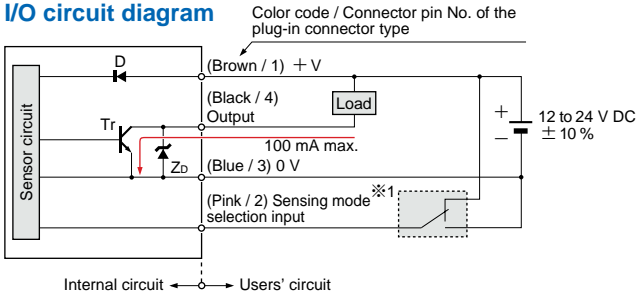 I/O circuit diagram
Color code / Connector pin No. of the
plug-in connector type
D
(Brown / 1) ＋V
(Black / 4)
Output
Load
Tr
Sensor circuit
100 mA max.
ZD
(Blue / 3) 0 V
＋
－
12 to 24 V DC
± 10 %
(Pink / 2) Sensing mode
selection input
※1
Internal circuit
Users' circuit